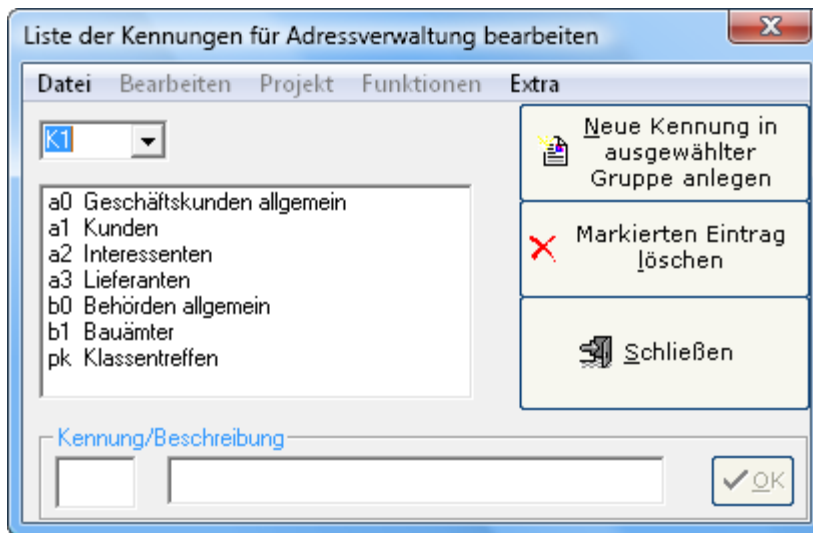 Liste der Kennungen für Adressverwaltung bearbeiten
Datei Bearbeiten Projekt Funktionen Extra
K1
a0 Geschäftskunden allgemein
a1 Kunden
a2 Interessenten
a3 Lieferanten
b0 Behörden allgemein
b1 Bauämter
pk Klassentreffen
Neue Kennung in
ausgewählter
Gruppe anlegen
Markierten Eintrag
löschen
Schließen
Kennung/Beschreibung
OK